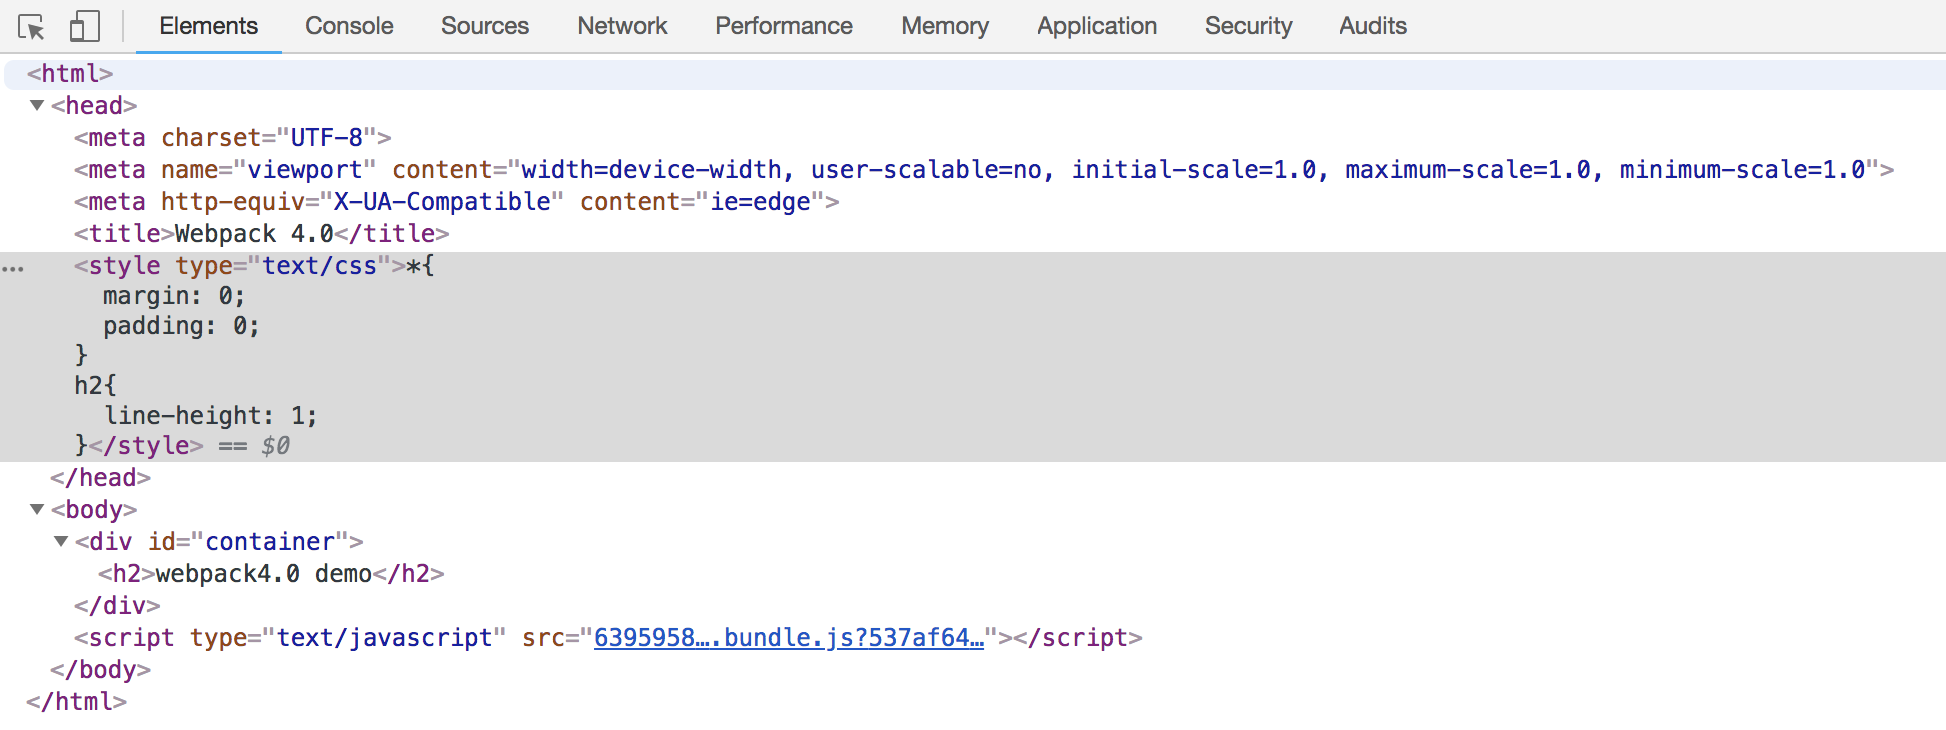 Elements Console Sources Network Performance Memory Application Security Audits
<html>
<head>
<meta charset="UTF-8">
<meta name="viewport" content="width=device-width, user-scalable=no, initial-scale=1.0, maximum-scale=1.0, minimum-scale=1.0">
<meta http-equiv="X-UA-Compatible" content="ie=edge">
<title>Webpack 4.0</title>
<style type="text/css">*{
margin: 0;
padding: 0;
}
h2{
line-height: 1;
}</style> == $0
</head>
<body>
<div id="container">
<h2>webpack4.0 demo</h2>
</div>
<script type="text/javascript" src="6395958….bundle.js?537af64…"></script>
</body>
</html>